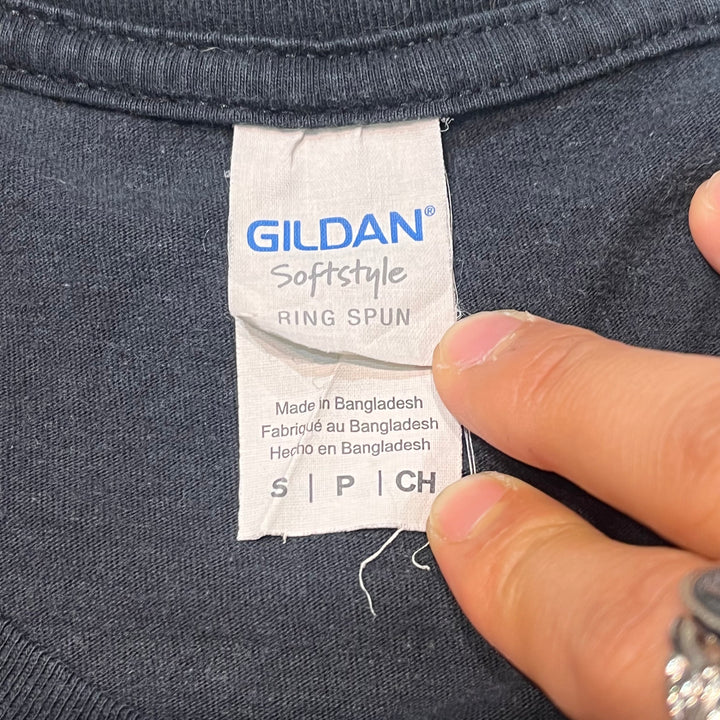 GILDAN®
Softstyle
RING SPUN
Made in Bangladesh
Fabriqué au Bangladesh
Hecho en Bangladesh
S | P | CH